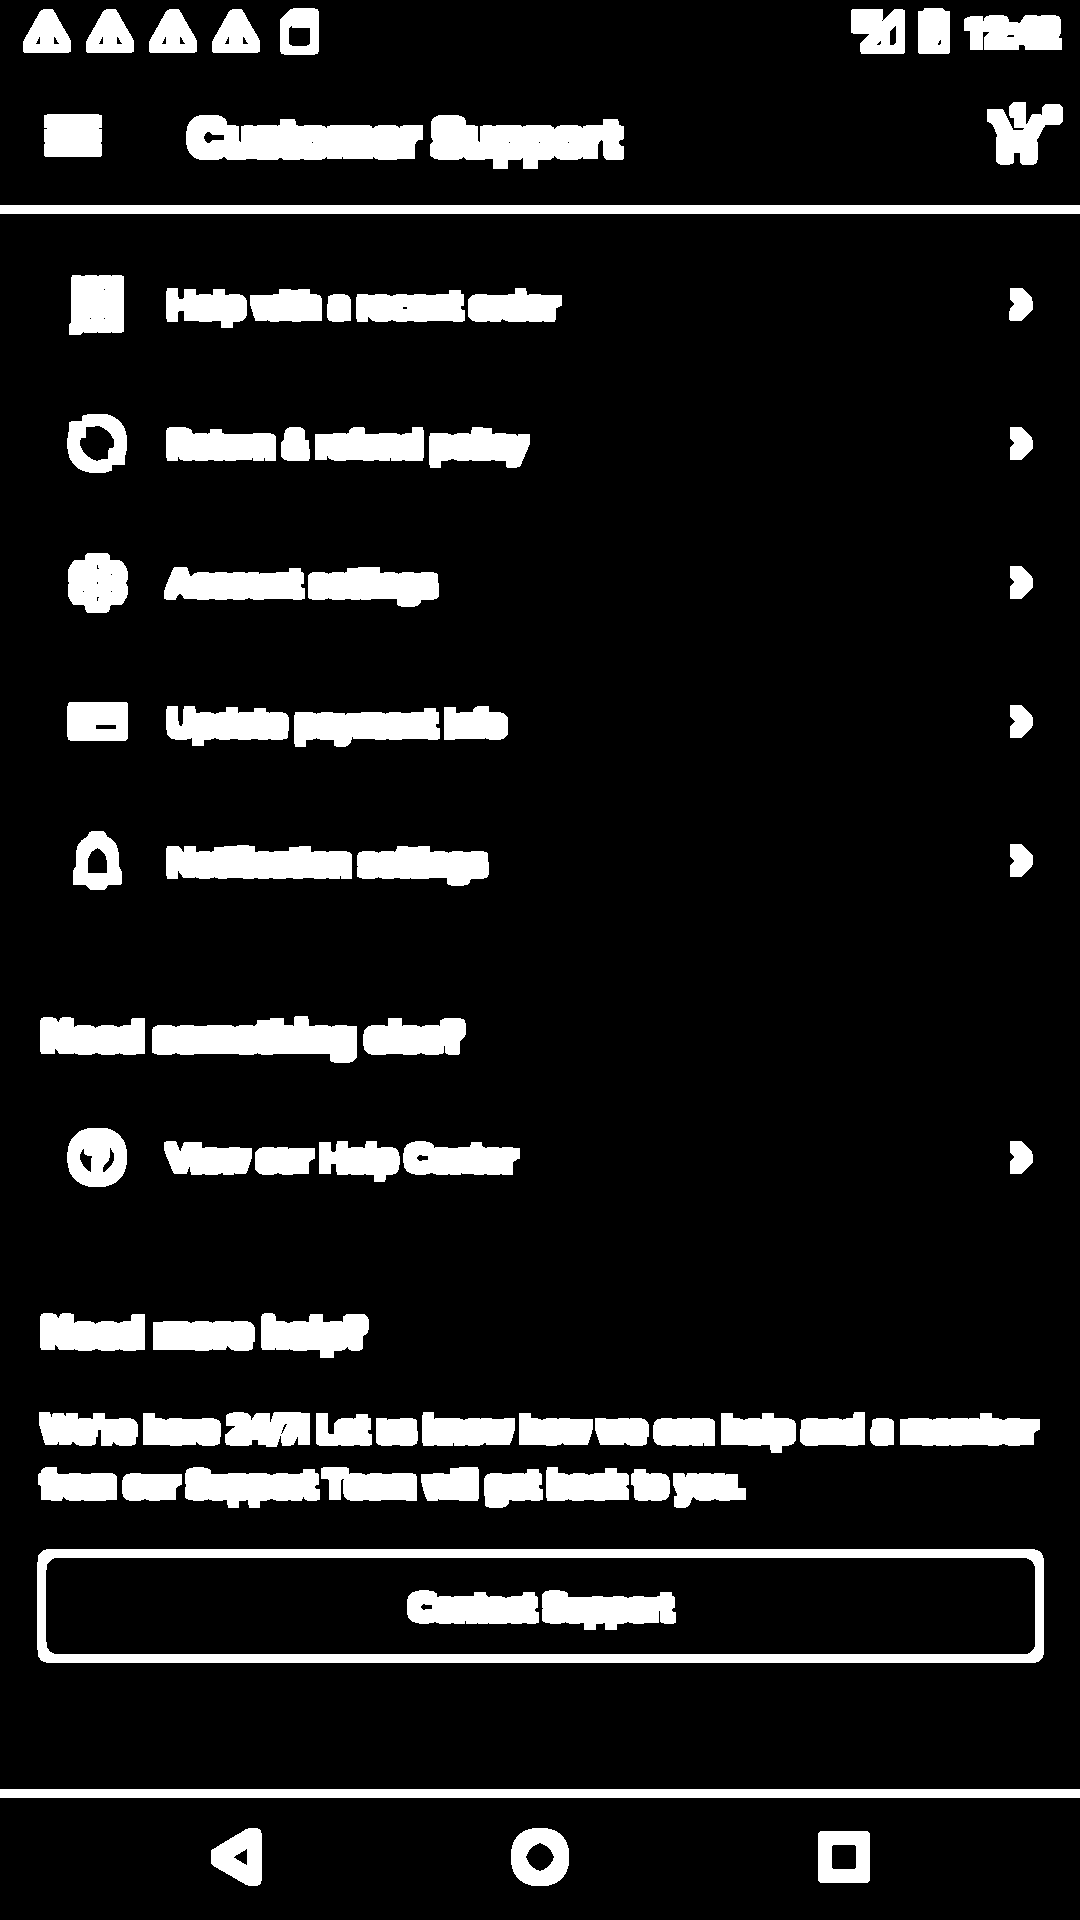 12:42
Customer Support
Help with a recent order
Return & refund policy
Account settings
Update payment info
Notification settings
Need something else?
View our Help Center
Need more help?
We're here 24/7! Let us know how we can help and a member
from our Support Team will get back to you.
Contact Support